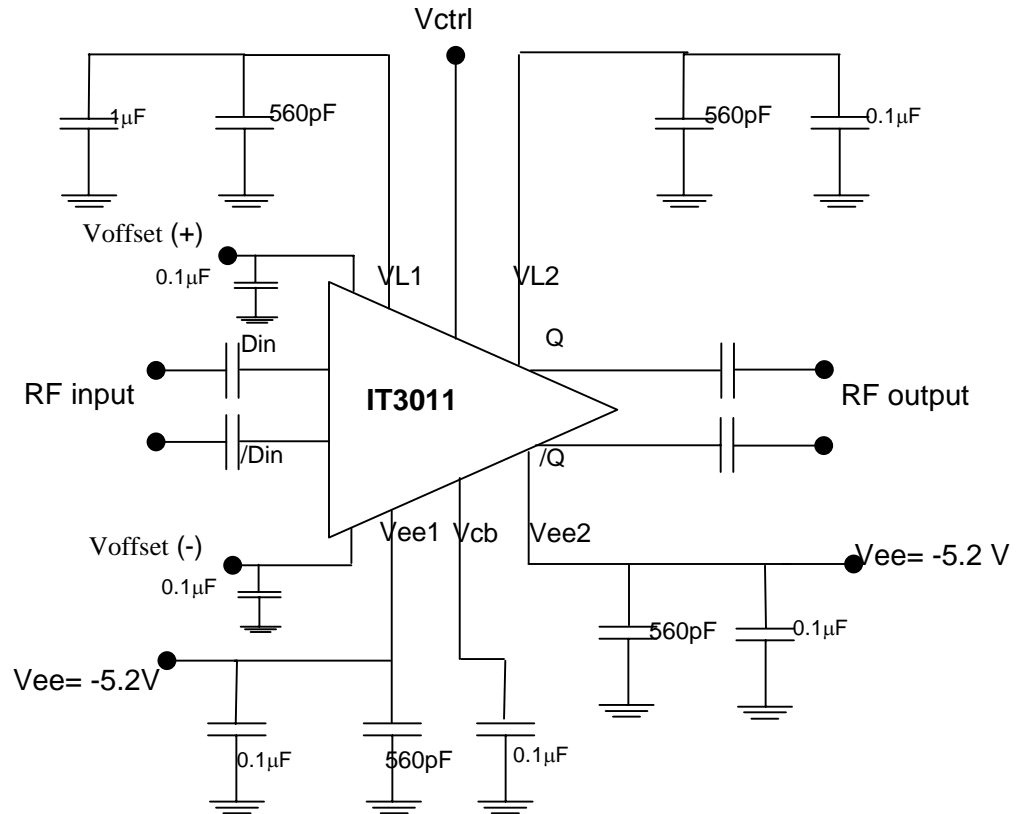 Vctrl
1μF
560pF
560pF
0.1μF
Voffset (+)
0.1μF
VL1
VL2
Din
Q
RF input
IT3011
RF output
/Din
/Q
Vee1
Vcb
Vee2
Voffset (-)
0.1μF
Vee= -5.2 V
560pF
0.1μF
Vee= -5.2V
0.1μF
560pF
0.1μF